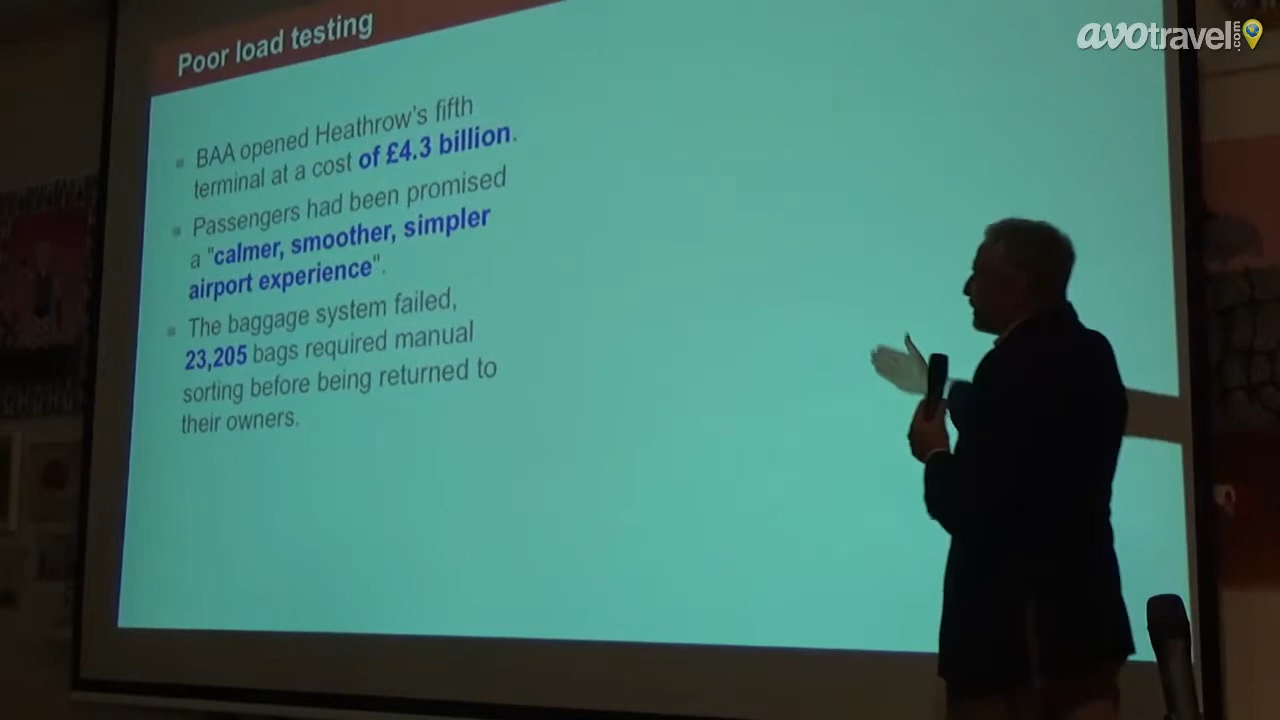 avotravel.com
Poor load testing
BAA opened Heathrow's fifth
terminal at a cost of £4.3 billion.
Passengers had been promised
a "calmer, smoother, simpler
airport experience".
The baggage system failed,
23,205 bags required manual
sorting before being returned to
their owners.